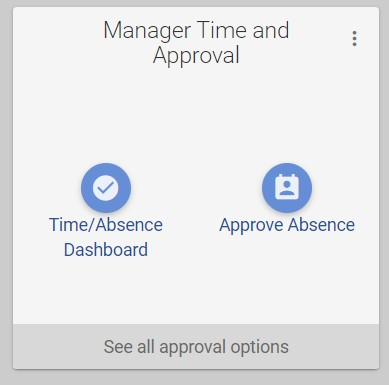 Manager Time and
Approval
Time/Absence
Dashboard
Approve Absence
See all approval options